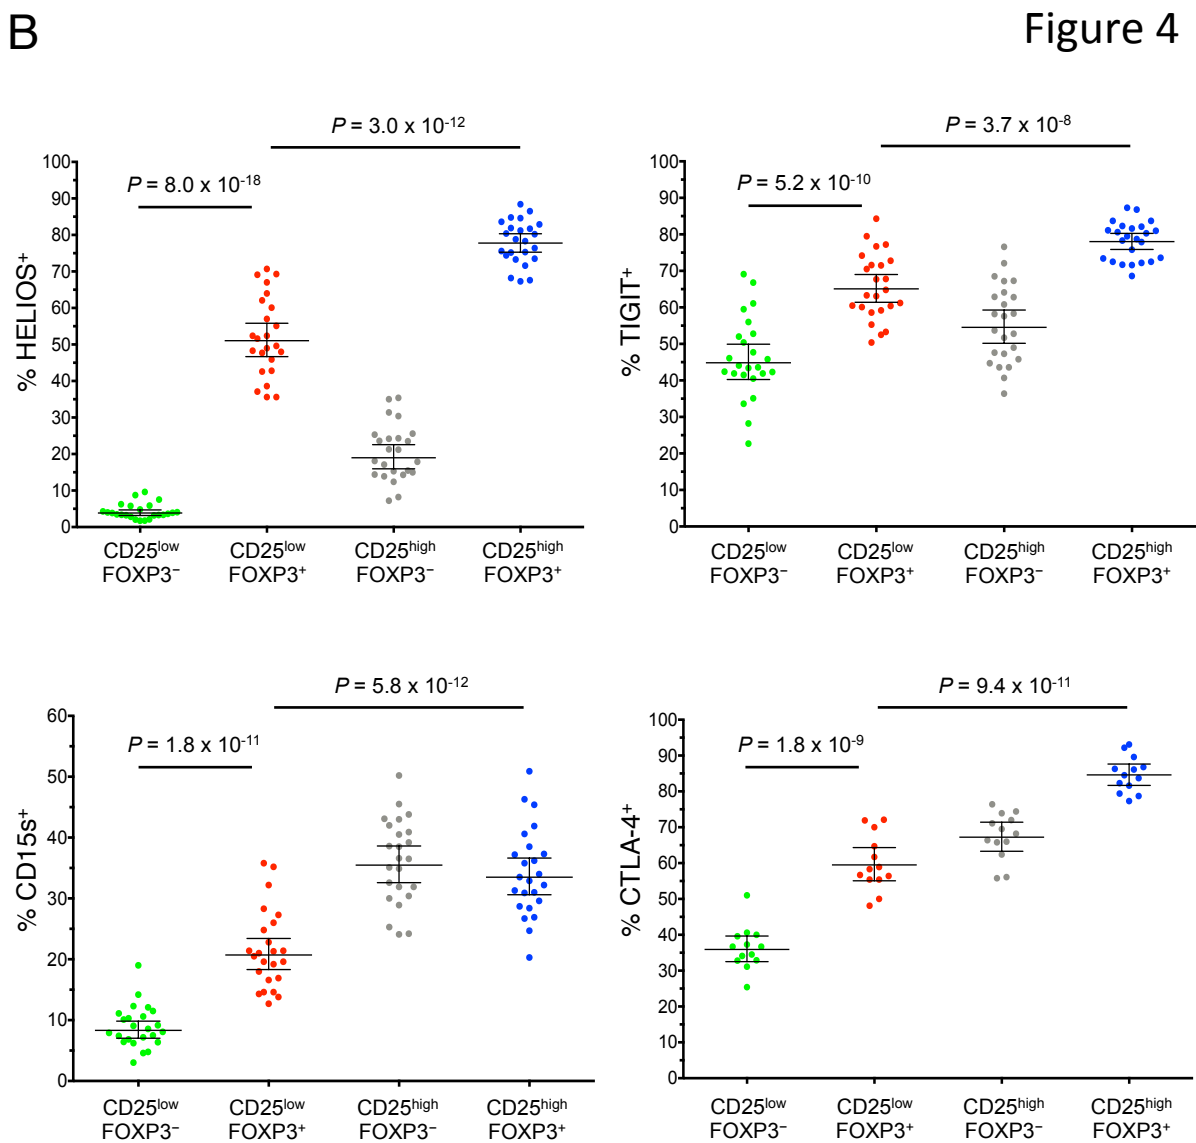 B
Figure 4
P = 3.0 x 10-12
P = 8.0 x 10-18
% HELIOS+
100
90
80
70
60
50
40
30
20
10
0
CD25low FOXP3−
CD25low FOXP3+
CD25high FOXP3−
CD25high FOXP3+
P = 3.7 x 10-8
P = 5.2 x 10-10
% TIGIT+
100
90
80
70
60
50
40
30
20
10
0
CD25low FOXP3−
CD25low FOXP3+
CD25high FOXP3−
CD25high FOXP3+
P = 5.8 x 10-12
P = 1.8 x 10-11
% CD15s+
60
50
40
30
20
10
0
CD25low FOXP3−
CD25low FOXP3+
CD25high FOXP3−
CD25high FOXP3+
P = 9.4 x 10-11
P = 1.8 x 10-9
% CTLA-4+
100
90
80
70
60
50
40
30
20
10
0
CD25low FOXP3−
CD25low FOXP3+
CD25high FOXP3−
CD25high FOXP3+